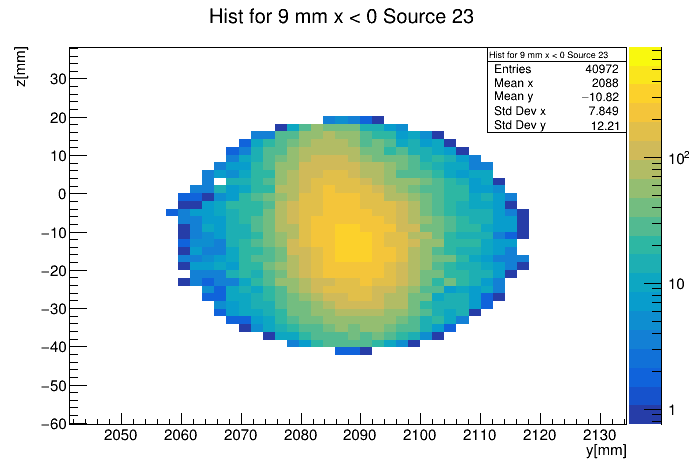 Hist for 9 mm x < 0 Source 23
z[mm]
Hist for 9 mm x < 0 Source 23
Entries 40972
Mean x 2088
Mean y −10.82
Std Dev x 7.849
Std Dev y 12.21
30
20
10
0
−10
−20
−30
−40
−50
−60
2050 2060 2070 2080 2090 2100 2110 2120 2130
y[mm]
10²
10
1